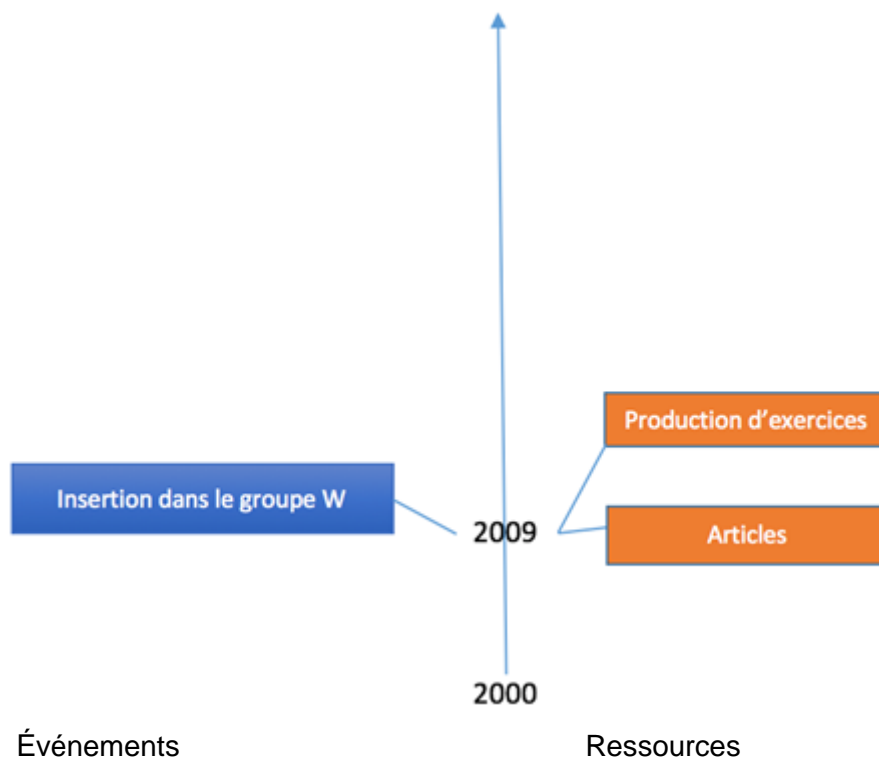 Production d'exercices
Insertion dans le groupe W
2009
Articles
2000
Événements
Ressources